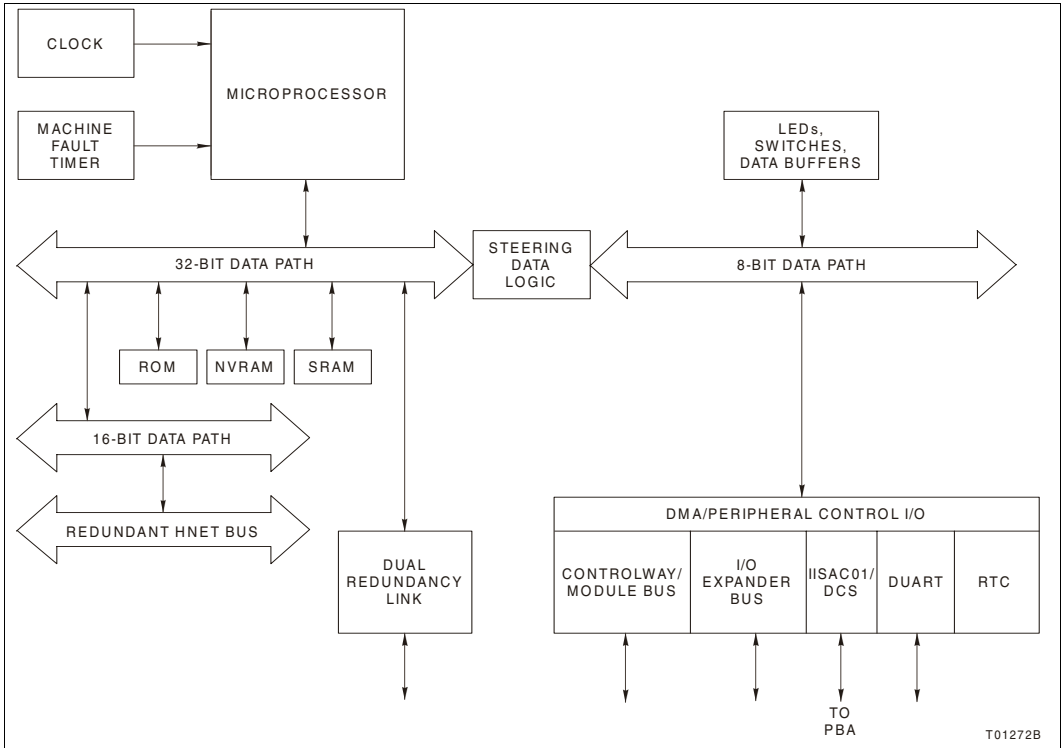 CLOCK
MICROPROCESSOR
MACHINE
FAULT
TIMER
LEDs,
SWITCHES,
DATA BUFFERS
32-BIT DATA PATH
STEERING
DATA
LOGIC
8-BIT DATA PATH
ROM
NVRAM
SRAM
16-BIT DATA PATH
REDUNDANT HNET BUS
DUAL
REDUNDANCY
LINK
DMA/PERIPHERAL CONTROL I/O
CONTROLWAY/
MODULE BUS
I/O
EXPANDER
BUS
IISAC01/
DCS
DUART
RTC
TO
PBA
T01272B